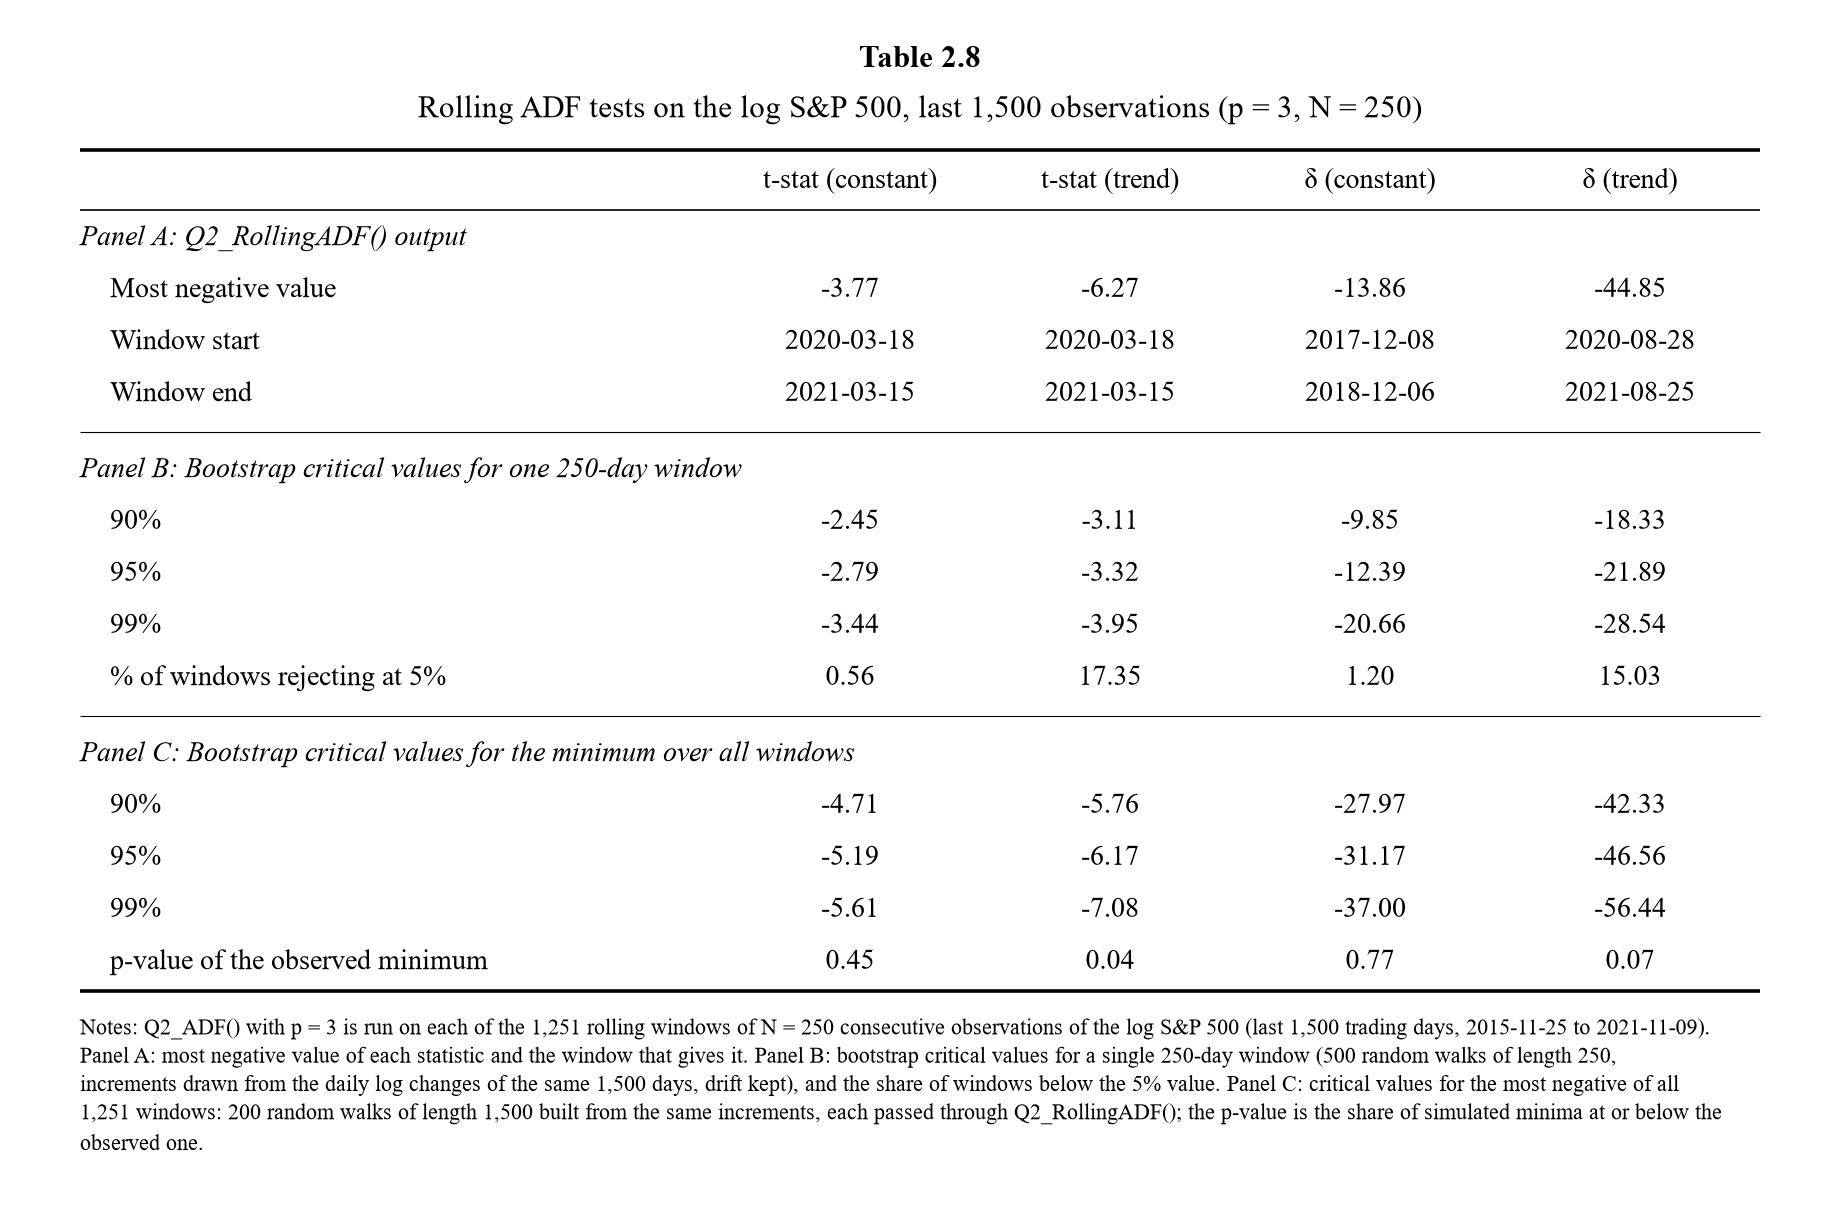 Table 2.8
Rolling ADF tests on the log S&P 500, last 1,500 observations (p = 3, N = 250)
t-stat (constant) t-stat (trend) δ (constant) δ (trend)
Panel A: Q2_RollingADF() output
Most negative value -3.77 -6.27 -13.86 -44.85
Window start 2020-03-18 2020-03-18 2017-12-08 2020-08-28
Window end 2021-03-15 2021-03-15 2018-12-06 2021-08-25
Panel B: Bootstrap critical values for one 250-day window
90% -2.45 -3.11 -9.85 -18.33
95% -2.79 -3.32 -12.39 -21.89
99% -3.44 -3.95 -20.66 -28.54
% of windows rejecting at 5% 0.56 17.35 1.20 15.03
Panel C: Bootstrap critical values for the minimum over all windows
90% -4.71 -5.76 -27.97 -42.33
95% -5.19 -6.17 -31.17 -46.56
99% -5.61 -7.08 -37.00 -56.44
p-value of the observed minimum 0.45 0.04 0.77 0.07
Notes: Q2_ADF() with p = 3 is run on each of the 1,251 rolling windows of N = 250 consecutive observations of the log S&P 500 (last 1,500 trading days, 2015-11-25 to 2021-11-09).
Panel A: most negative value of each statistic and the window that gives it. Panel B: bootstrap critical values for a single 250-day window (500 random walks of length 250,
increments drawn from the daily log changes of the same 1,500 days, drift kept), and the share of windows below the 5% value. Panel C: critical values for the most negative of all
1,251 windows: 200 random walks of length 1,500 built from the same increments, each passed through Q2_RollingADF(); the p-value is the share of simulated minima at or below the
observed one.